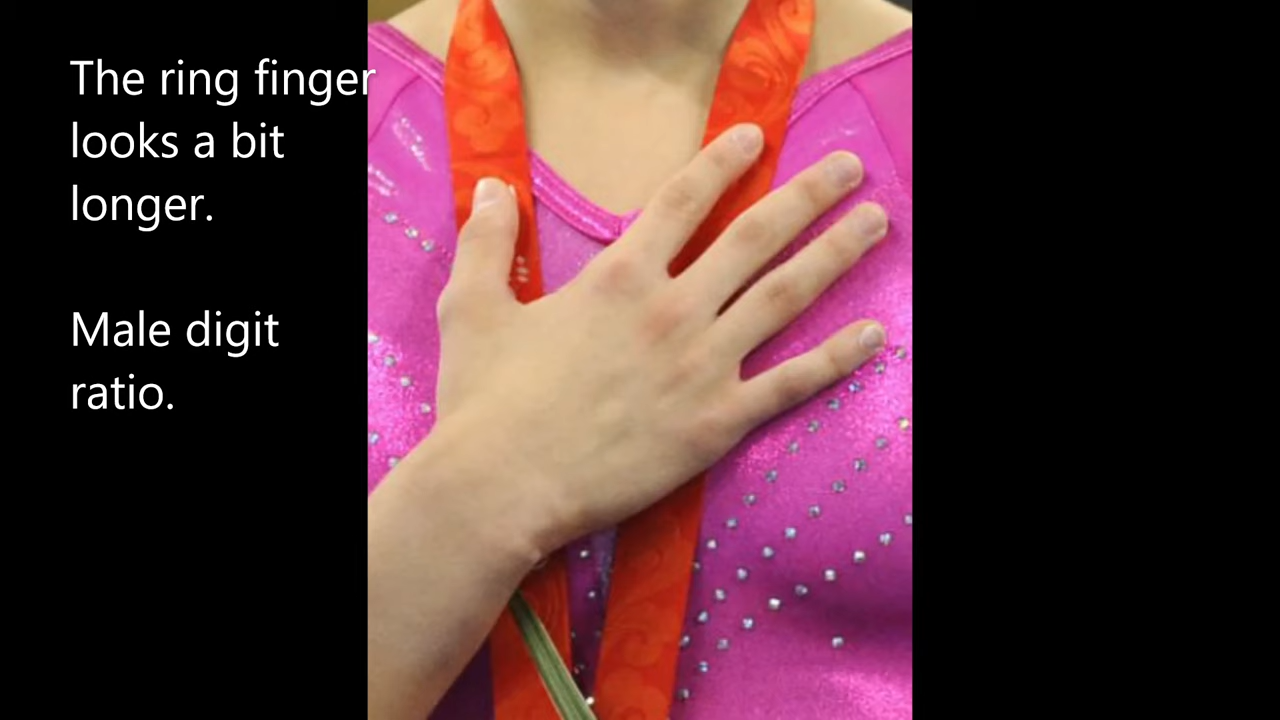 The ring finger
looks a bit
longer.
Male digit
ratio.